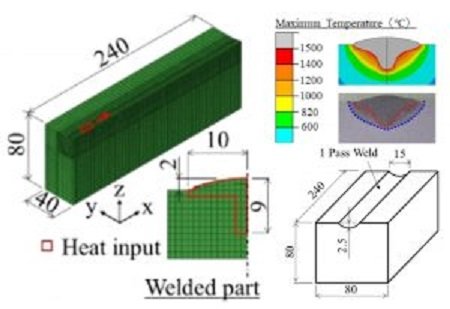 240
80
40
z
y
x
Heat input
10
2
9
Welded part
Maximum Temperature (℃)
1500
1400
1200
1000
820
600
1 Pass Weld
15
240
80
2.5
80